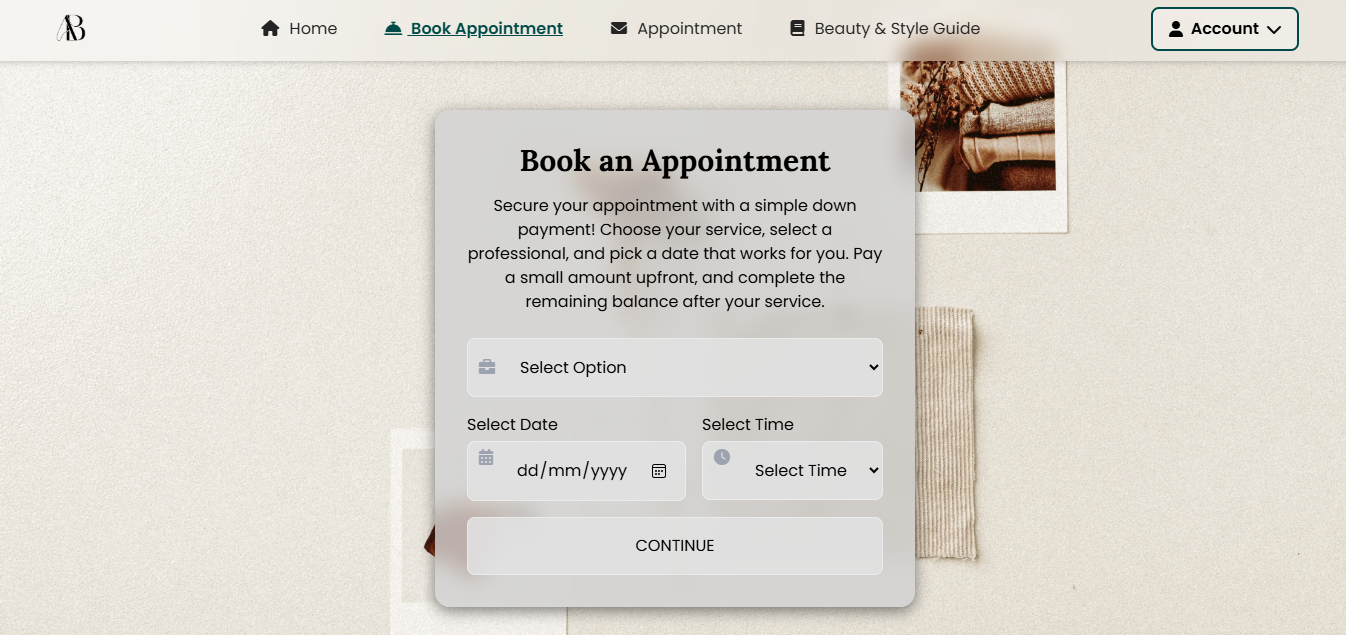 AB
Home
Book Appointment
Appointment
Beauty & Style Guide
Account
Book an Appointment
Secure your appointment with a simple down
payment! Choose your service, select a
professional, and pick a date that works for you. Pay
a small amount upfront, and complete the
remaining balance after your service.
Select Option
Select Date
Select Time
dd/mm/yyyy
Select Time
CONTINUE